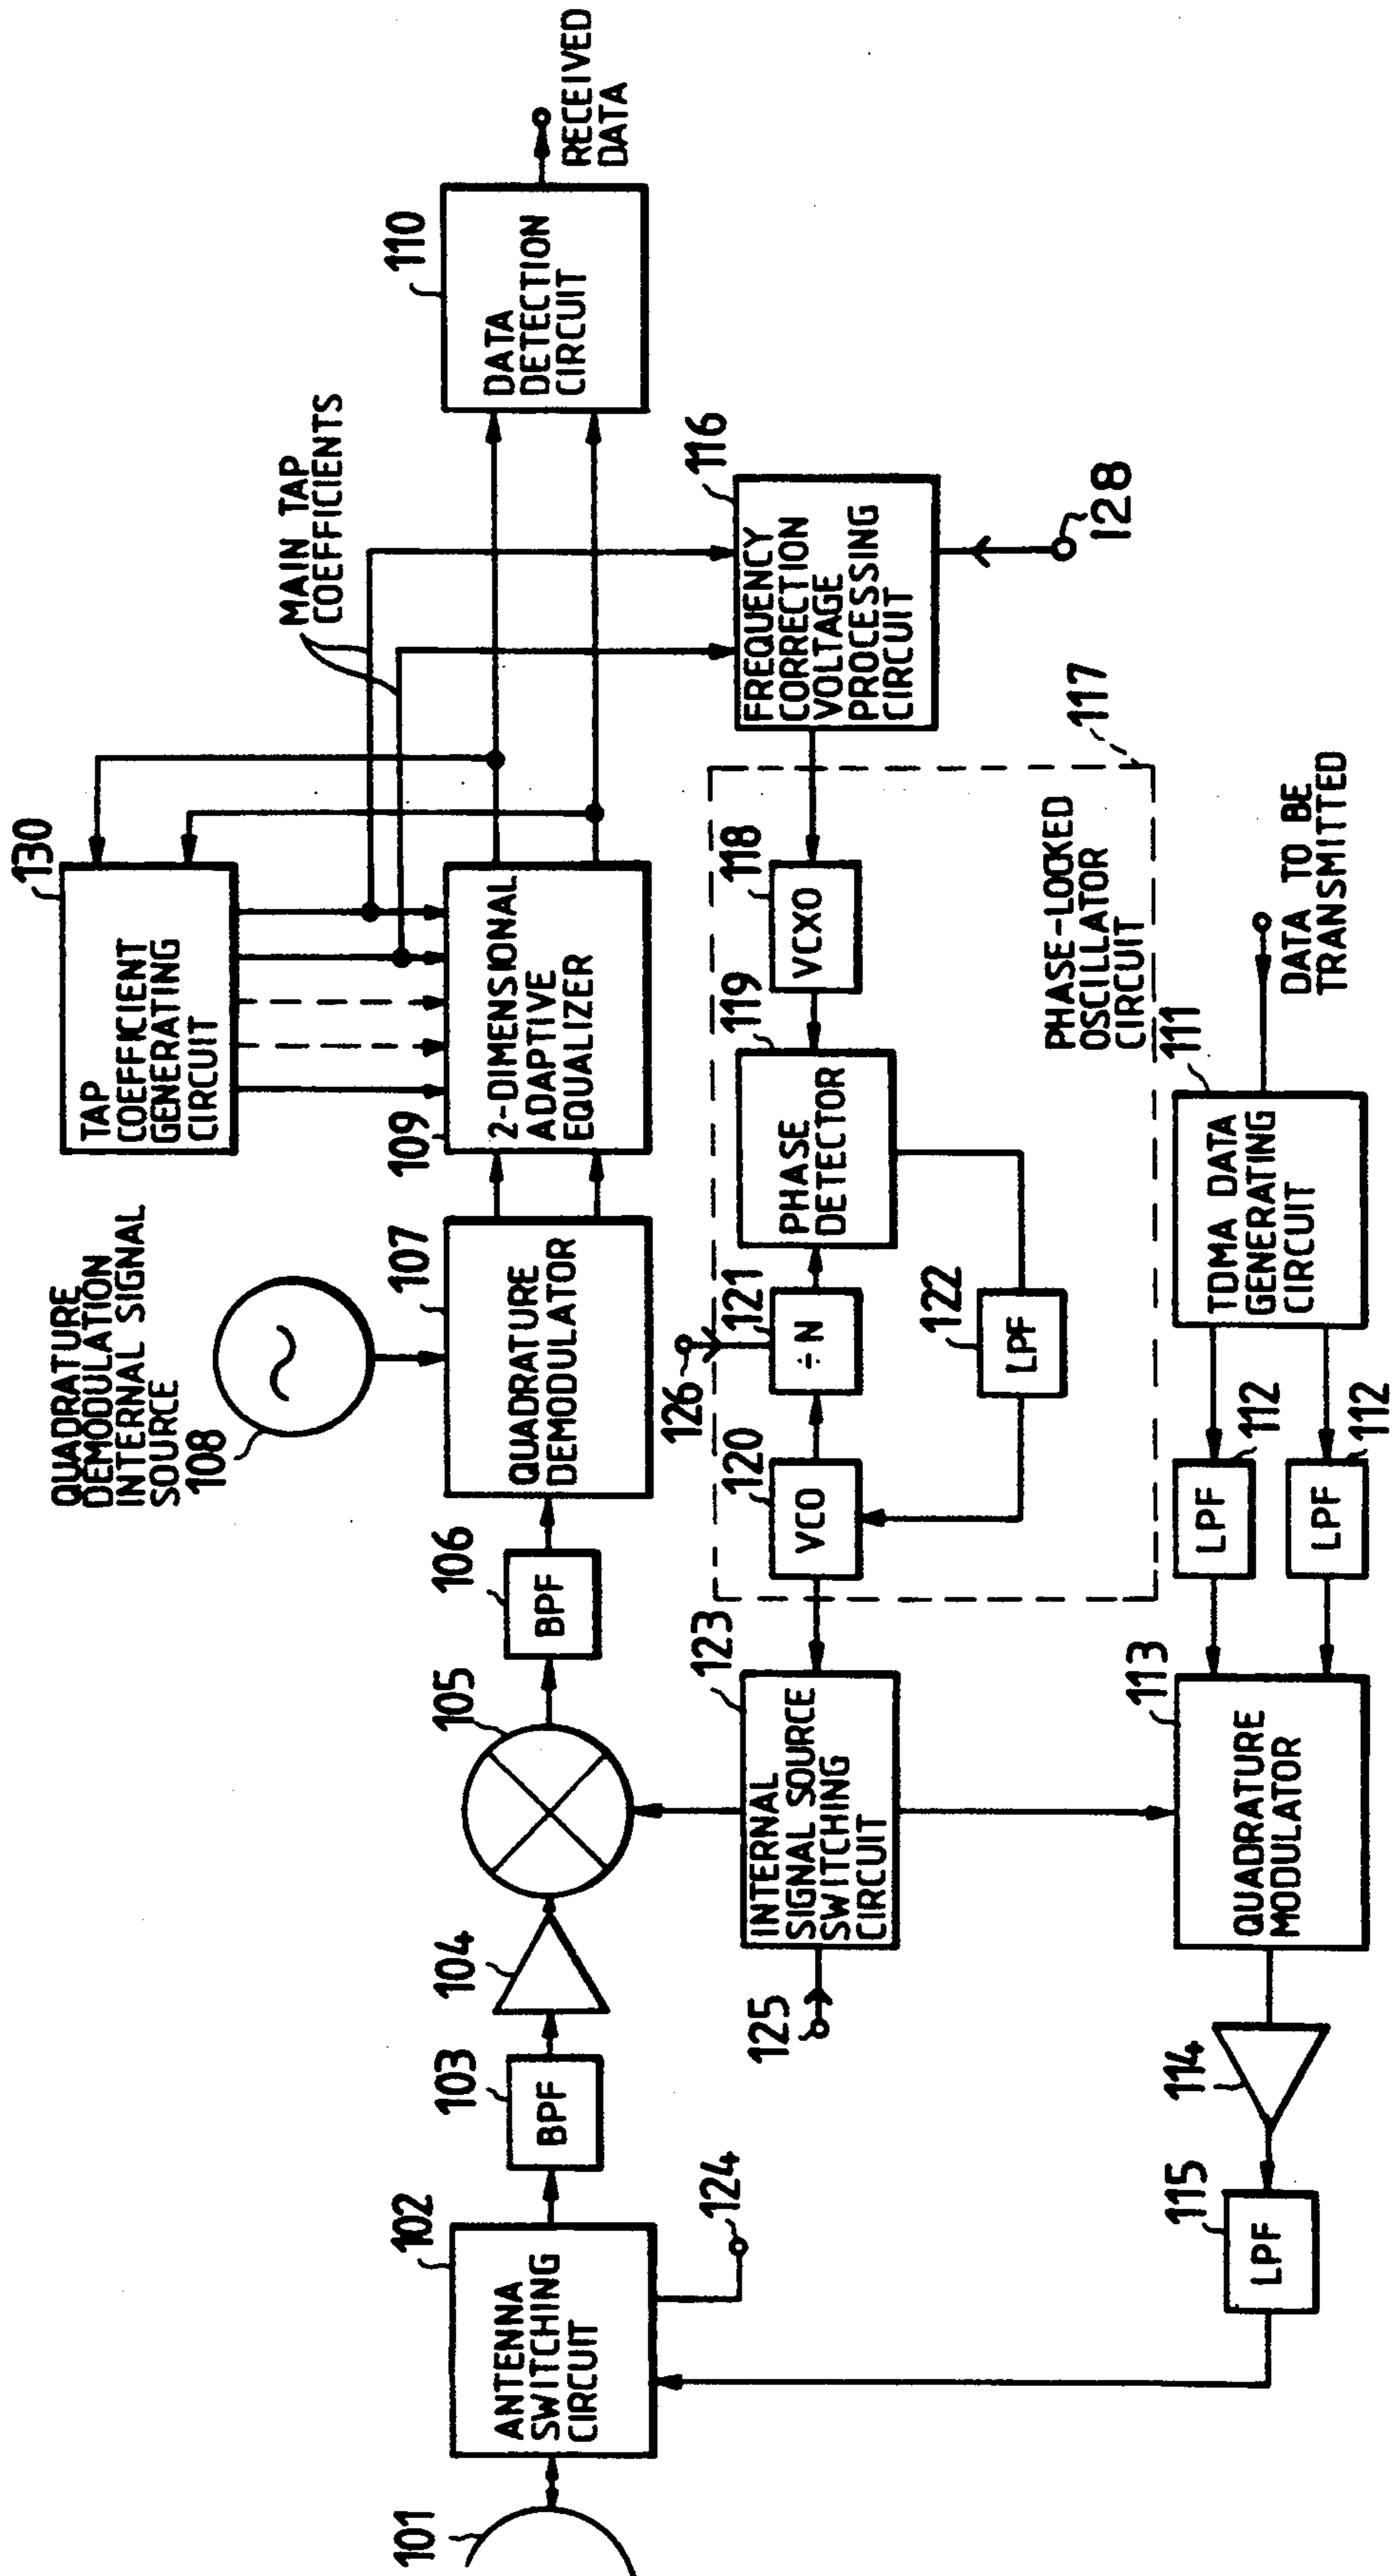 101
102
ANTENNA
SWITCHING
CIRCUIT
124
103
BPF
104
105
106
BPF
QUADRATURE
DEMODULATION
INTERNAL SIGNAL
SOURCE
108
107
QUADRATURE
DEMODULATOR
130
TAP
COEFFICIENT
GENERATING
CIRCUIT
109
2-DIMENSIONAL
ADAPTIVE
EQUALIZER
MAIN TAP
COEFFICIENTS
110
DATA
DETECTION
CIRCUIT
RECEIVED
DATA
125
123
INTERNAL
SIGNAL SOURCE
SWITCHING
CIRCUIT
120
VCO
126
121
÷N
119
PHASE
DETECTOR
118
VCXO
122
LPF
117
PHASE-LOCKED
OSCILLATOR
CIRCUIT
116
FREQUENCY
CORRECTION
VOLTAGE
PROCESSING
CIRCUIT
128
115
LPF
114
113
QUADRATURE
MODULATOR
112
LPF
112
LPF
111
TDMA DATA
GENERATING
CIRCUIT
DATA TO BE
TRANSMITTED